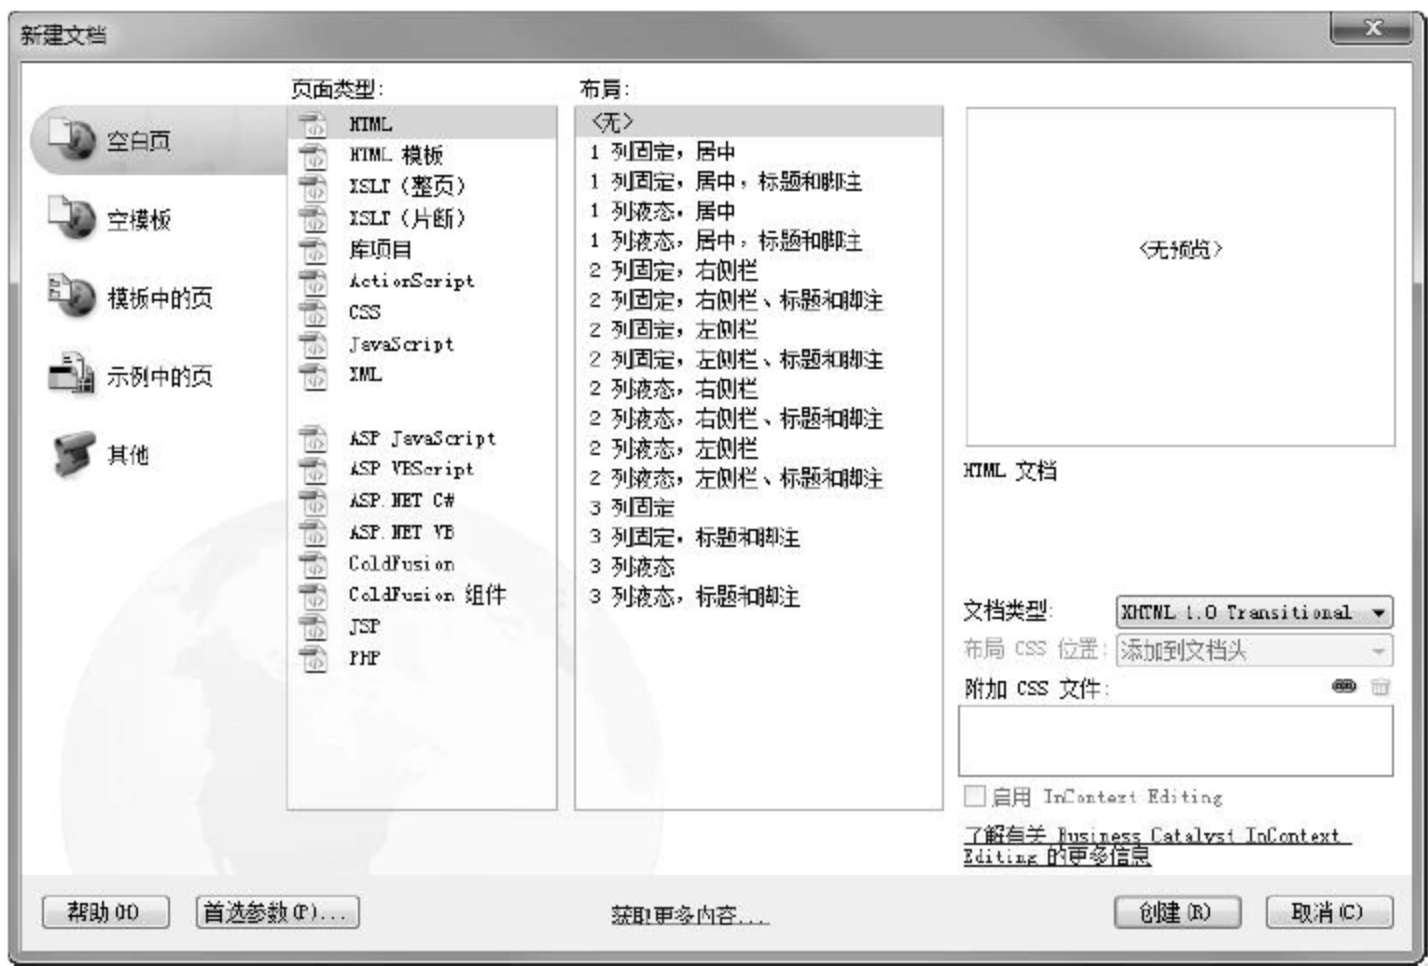 新建文档
页面类型:
布局:
空白页
空模板
模板中的页
示例中的页
其他
HTML
HTML 模板
XSLT（整页）
XSLT（片断）
库项目
ActionScript
CSS
JavaScript
XML
ASP JavaScript
ASP VBScript
ASP.NET C#
ASP.NET VB
ColdFusion
ColdFusion 组件
JSP
PHP
<无>
1 列固定，居中
1 列固定，居中，标题和脚注
1 列液态，居中
1 列液态，居中，标题和脚注
2 列固定，右侧栏
2 列固定，右侧栏、标题和脚注
2 列固定，左侧栏
2 列固定，左侧栏、标题和脚注
2 列液态，右侧栏
2 列液态，右侧栏、标题和脚注
2 列液态，左侧栏
2 列液态，左侧栏、标题和脚注
3 列固定
3 列固定，标题和脚注
3 列液态
3 列液态，标题和脚注
<无预览>
HTML 文档
文档类型: XHTML 1.0 Transitional
布局 CSS 位置: 添加到文档头
附加 CSS 文件:
启用 InContext Editing
了解有关 Business Catalyst InContext
Editing 的更多信息
帮助(H) 首选参数(P)... 获取更多内容... 创建(R) 取消(C)